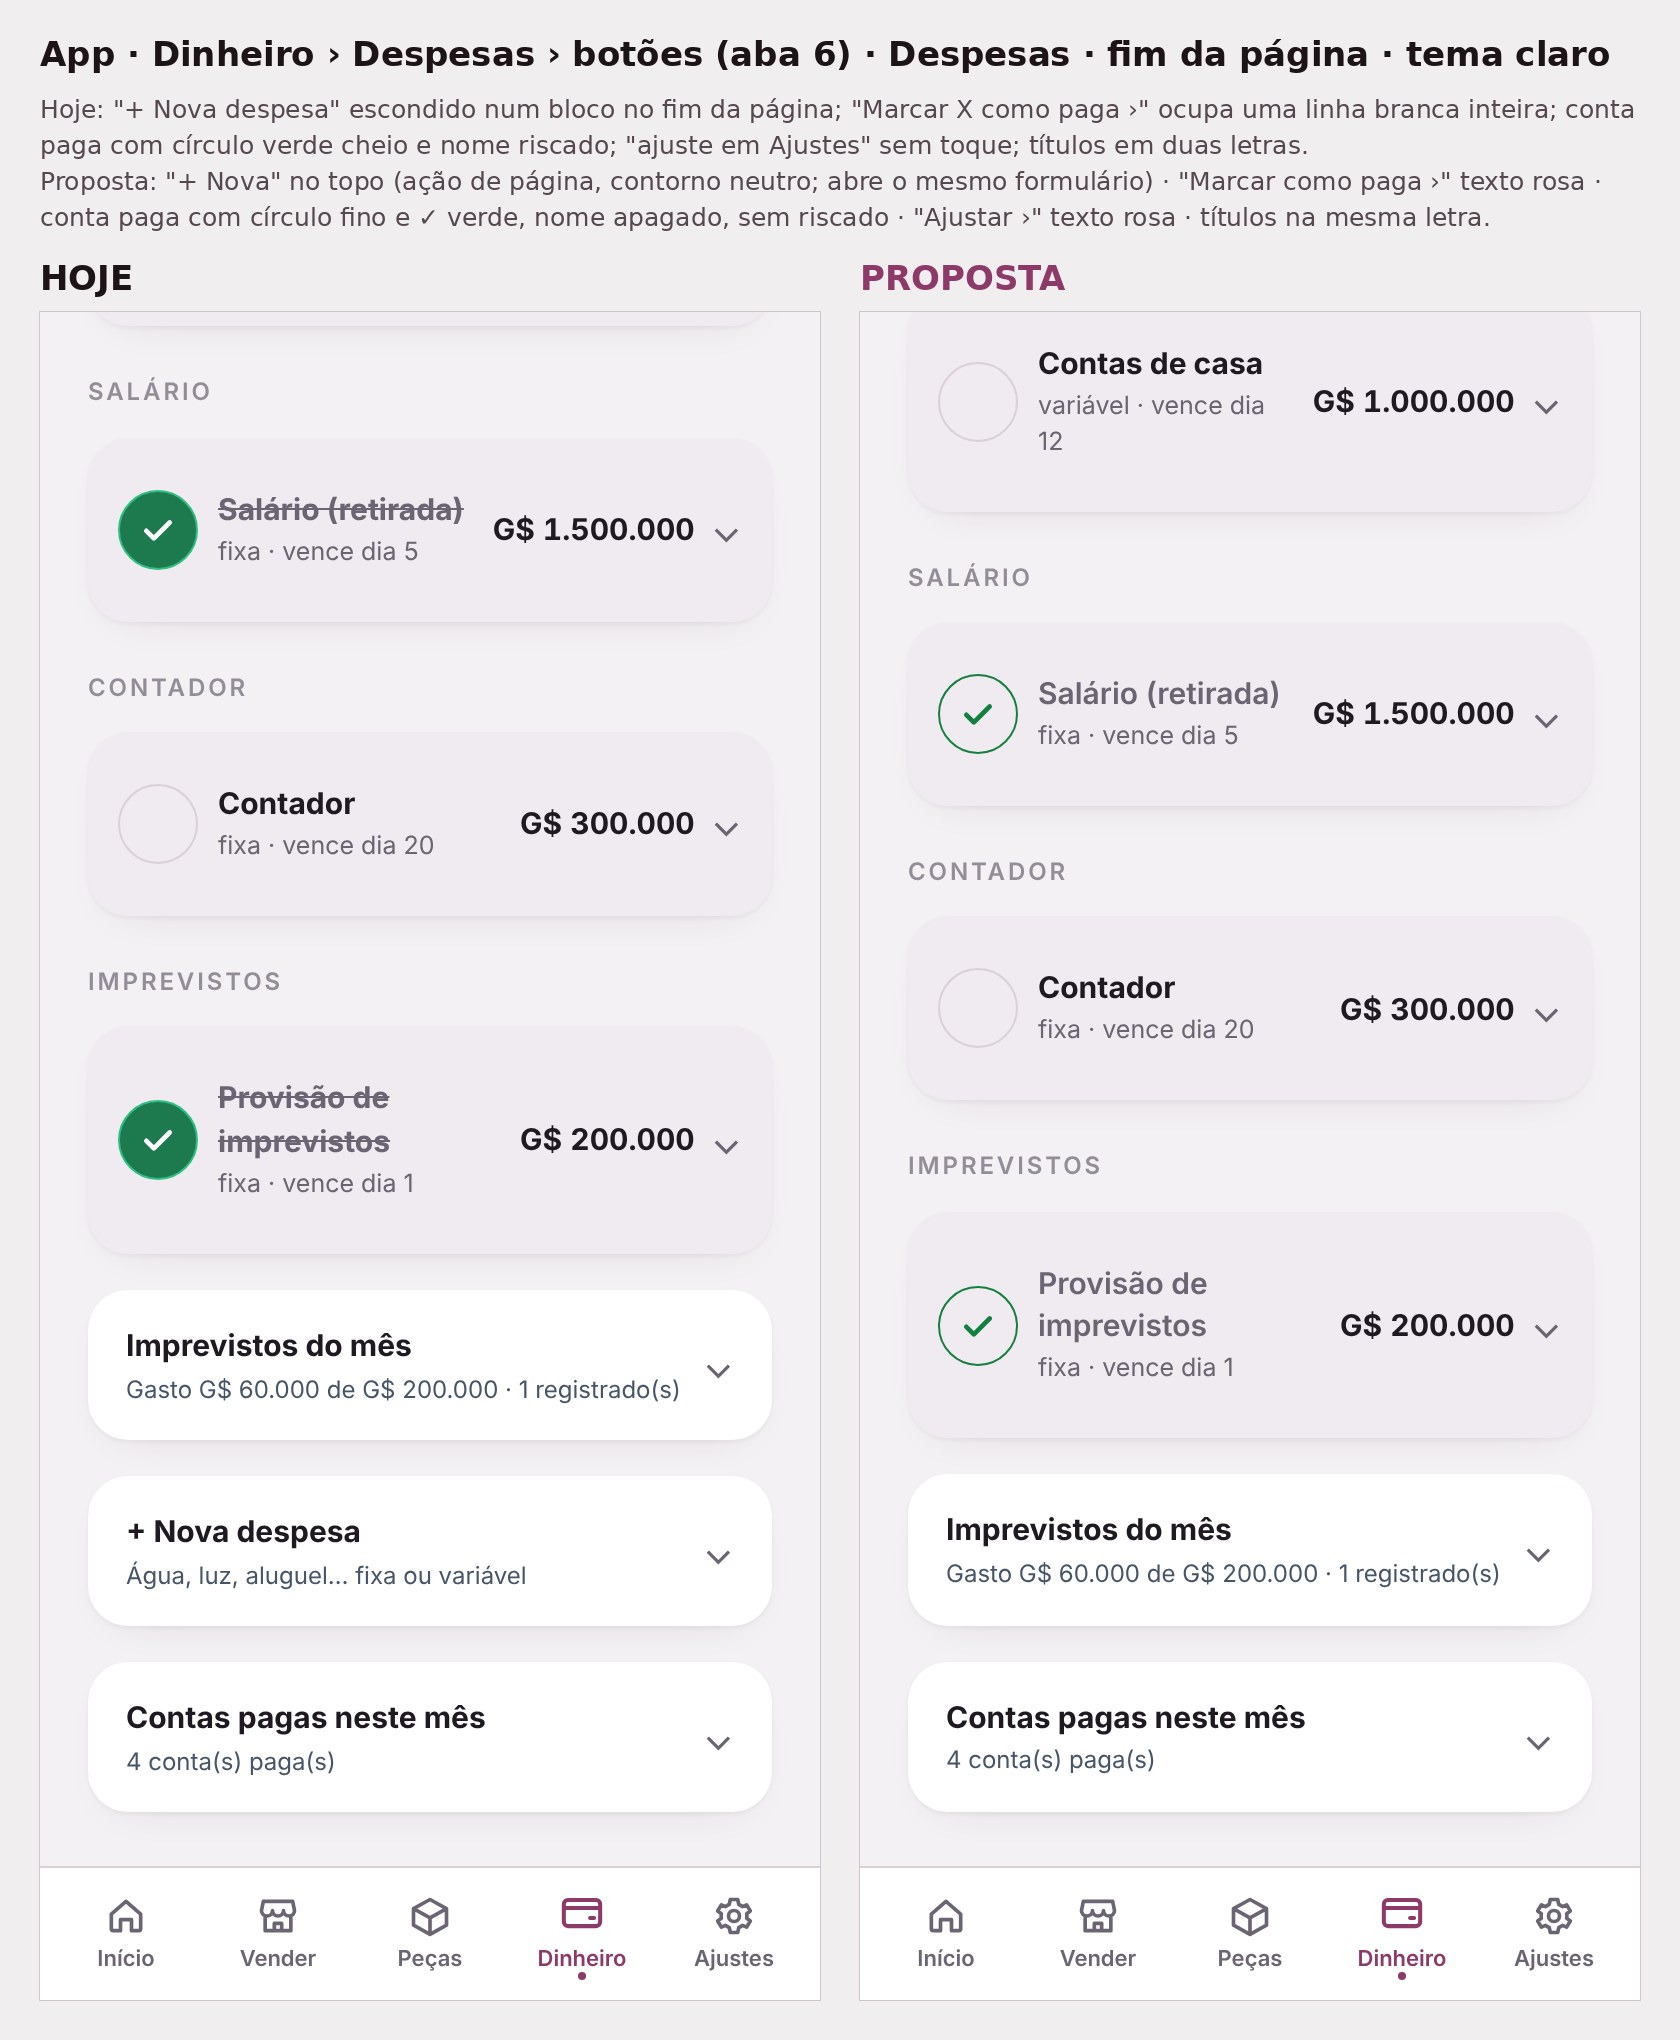 App · Dinheiro › Despesas › botões (aba 6) · Despesas · fim da página · tema claro
Hoje: "+ Nova despesa" escondido num bloco no fim da página; "Marcar X como paga ›" ocupa uma linha branca inteira; conta
paga com círculo verde cheio e nome riscado; "ajuste em Ajustes" sem toque; títulos em duas letras.
Proposta: "+ Nova" no topo (ação de página, contorno neutro; abre o mesmo formulário) · "Marcar como paga ›" texto rosa ·
conta paga com círculo fino e ✓ verde, nome apagado, sem riscado · "Ajustar ›" texto rosa · títulos na mesma letra.
HOJE
SALÁRIO
Salário (retirada)
G$ 1.500.000
fixa · vence dia 5
CONTADOR
Contador
G$ 300.000
fixa · vence dia 20
IMPREVISTOS
Provisão de
imprevistos
G$ 200.000
fixa · vence dia 1
Imprevistos do mês
Gasto G$ 60.000 de G$ 200.000 · 1 registrado(s)
+ Nova despesa
Água, luz, aluguel... fixa ou variável
Contas pagas neste mês
4 conta(s) paga(s)
Início
Vender
Peças
Dinheiro
Ajustes
PROPOSTA
Contas de casa
variável · vence dia
12
G$ 1.000.000
SALÁRIO
Salário (retirada)
G$ 1.500.000
fixa · vence dia 5
CONTADOR
Contador
G$ 300.000
fixa · vence dia 20
IMPREVISTOS
Provisão de
imprevistos
G$ 200.000
fixa · vence dia 1
Imprevistos do mês
Gasto G$ 60.000 de G$ 200.000 · 1 registrado(s)
Contas pagas neste mês
4 conta(s) paga(s)
Início
Vender
Peças
Dinheiro
Ajustes